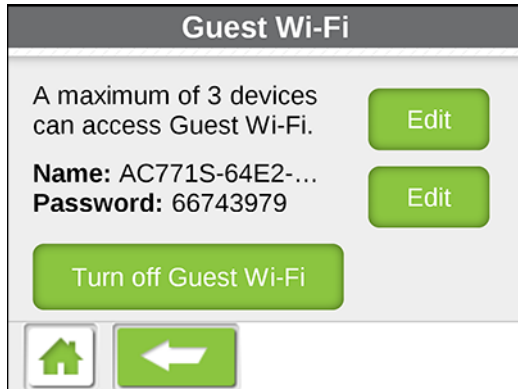 Guest Wi-Fi
A maximum of 3 devices
can access Guest Wi-Fi.
Edit
Name: AC771S-64E2-...
Password: 66743979
Edit
Turn off Guest Wi-Fi